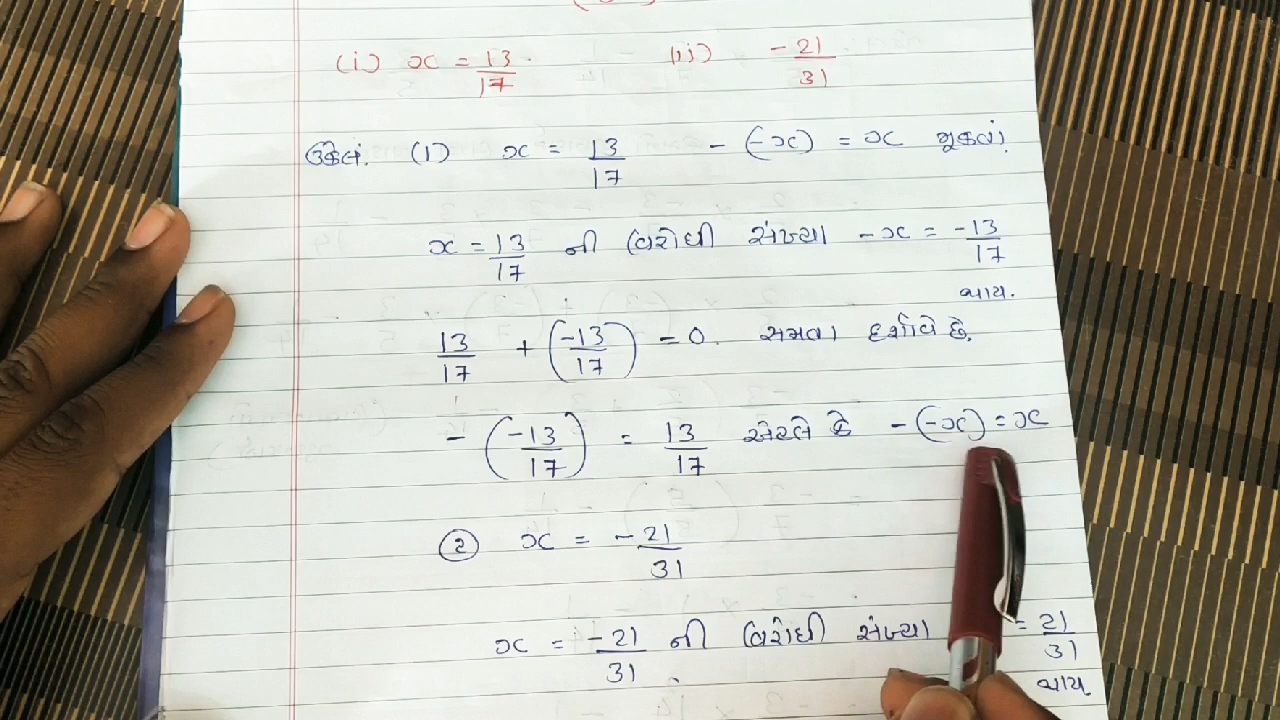 (i) x = 13/17. (ii) -21/31
ઉકેલ. (1) x = 13/17 - (-x) = x મૂકતાં.
x = 13/17 ની વિરોધી સંખ્યા -x = -13/17
થાય.
13/17 + (-13/17) = 0. સમતા દર્શાવે છે.
- (-13/17) = 13/17 એટલે કે - (-x) = x
② x = -21/31
x = -21/31 ની વિરોધી સંખ્યા = 21/31
થાય